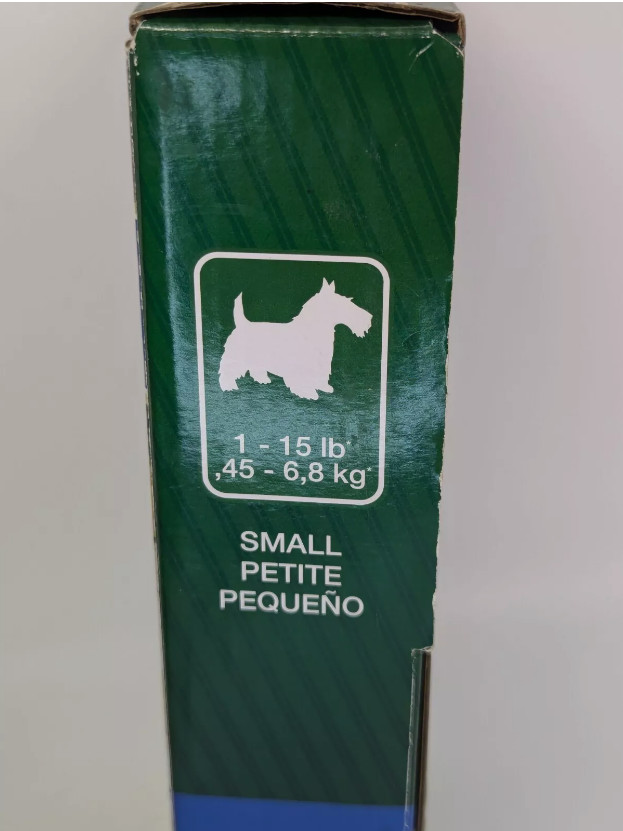 1 - 15 lb*
,45 - 6,8 kg*
SMALL
PETITE
PEQUEÑO